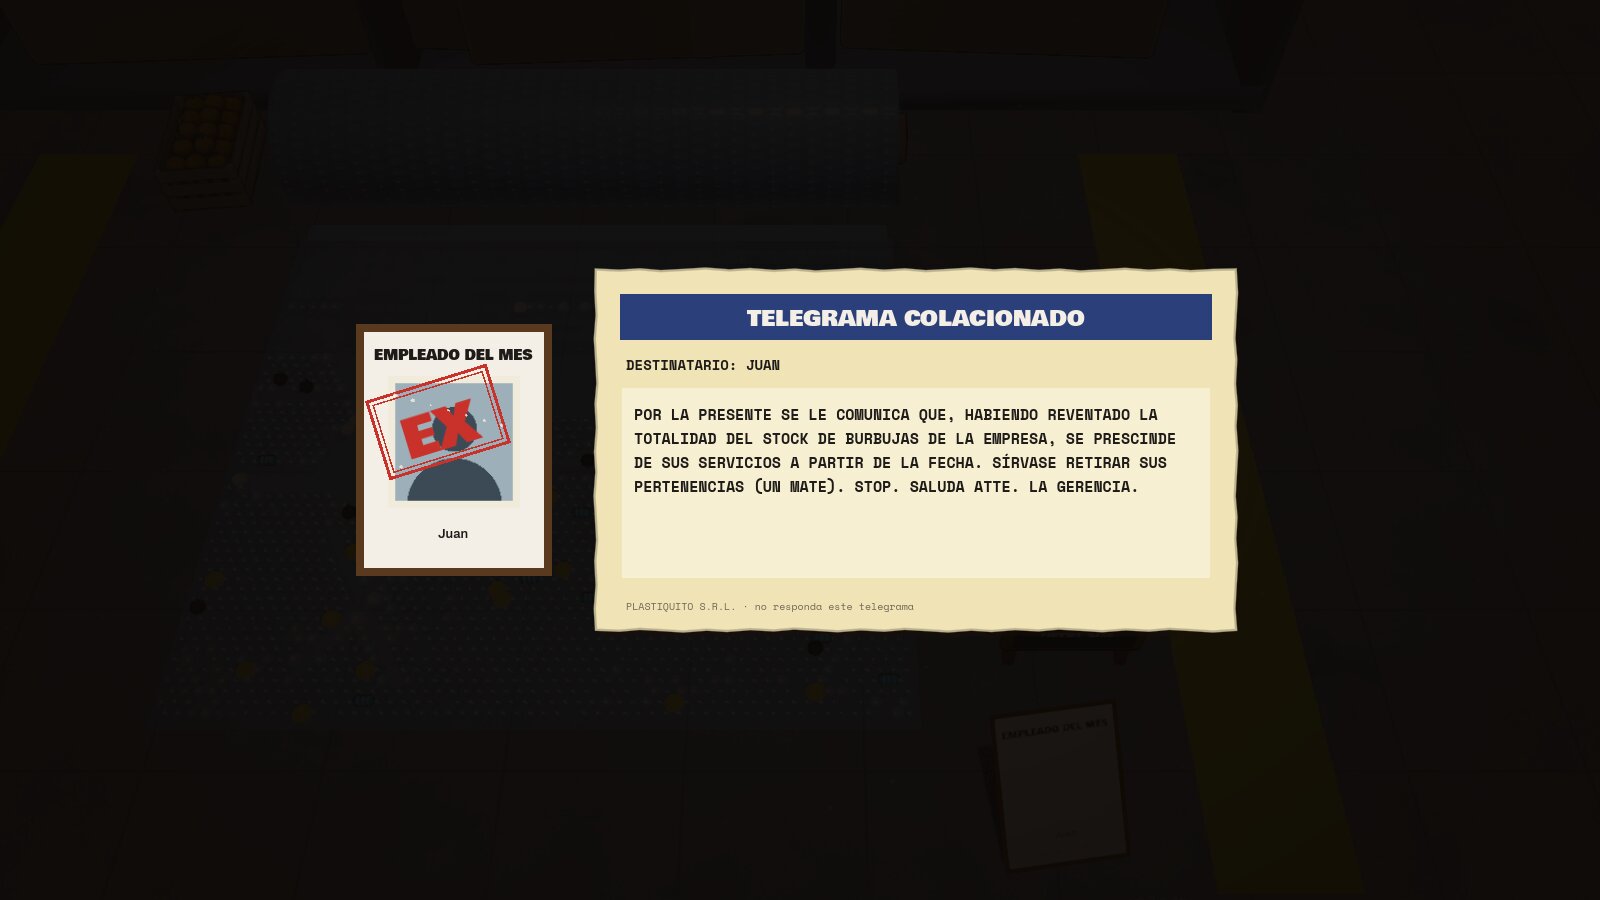 EMPLEADO DEL MES
EX
Juan
TELEGRAMA COLACIONADO
DESTINATARIO: JUAN
POR LA PRESENTE SE LE COMUNICA QUE, HABIENDO REVENTADO LA
TOTALIDAD DEL STOCK DE BURBUJAS DE LA EMPRESA, SE PRESCINDE
DE SUS SERVICIOS A PARTIR DE LA FECHA. SÍRVASE RETIRAR SUS
PERTENENCIAS (UN MATE). STOP. SALUDA ATTE. LA GERENCIA.
PLASTIQUITO S.R.L. · no responda este telegrama
EMPLEADO DEL MES